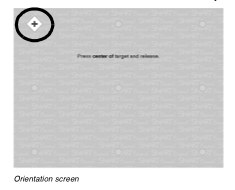 Press center of target and release.
Orientation screen